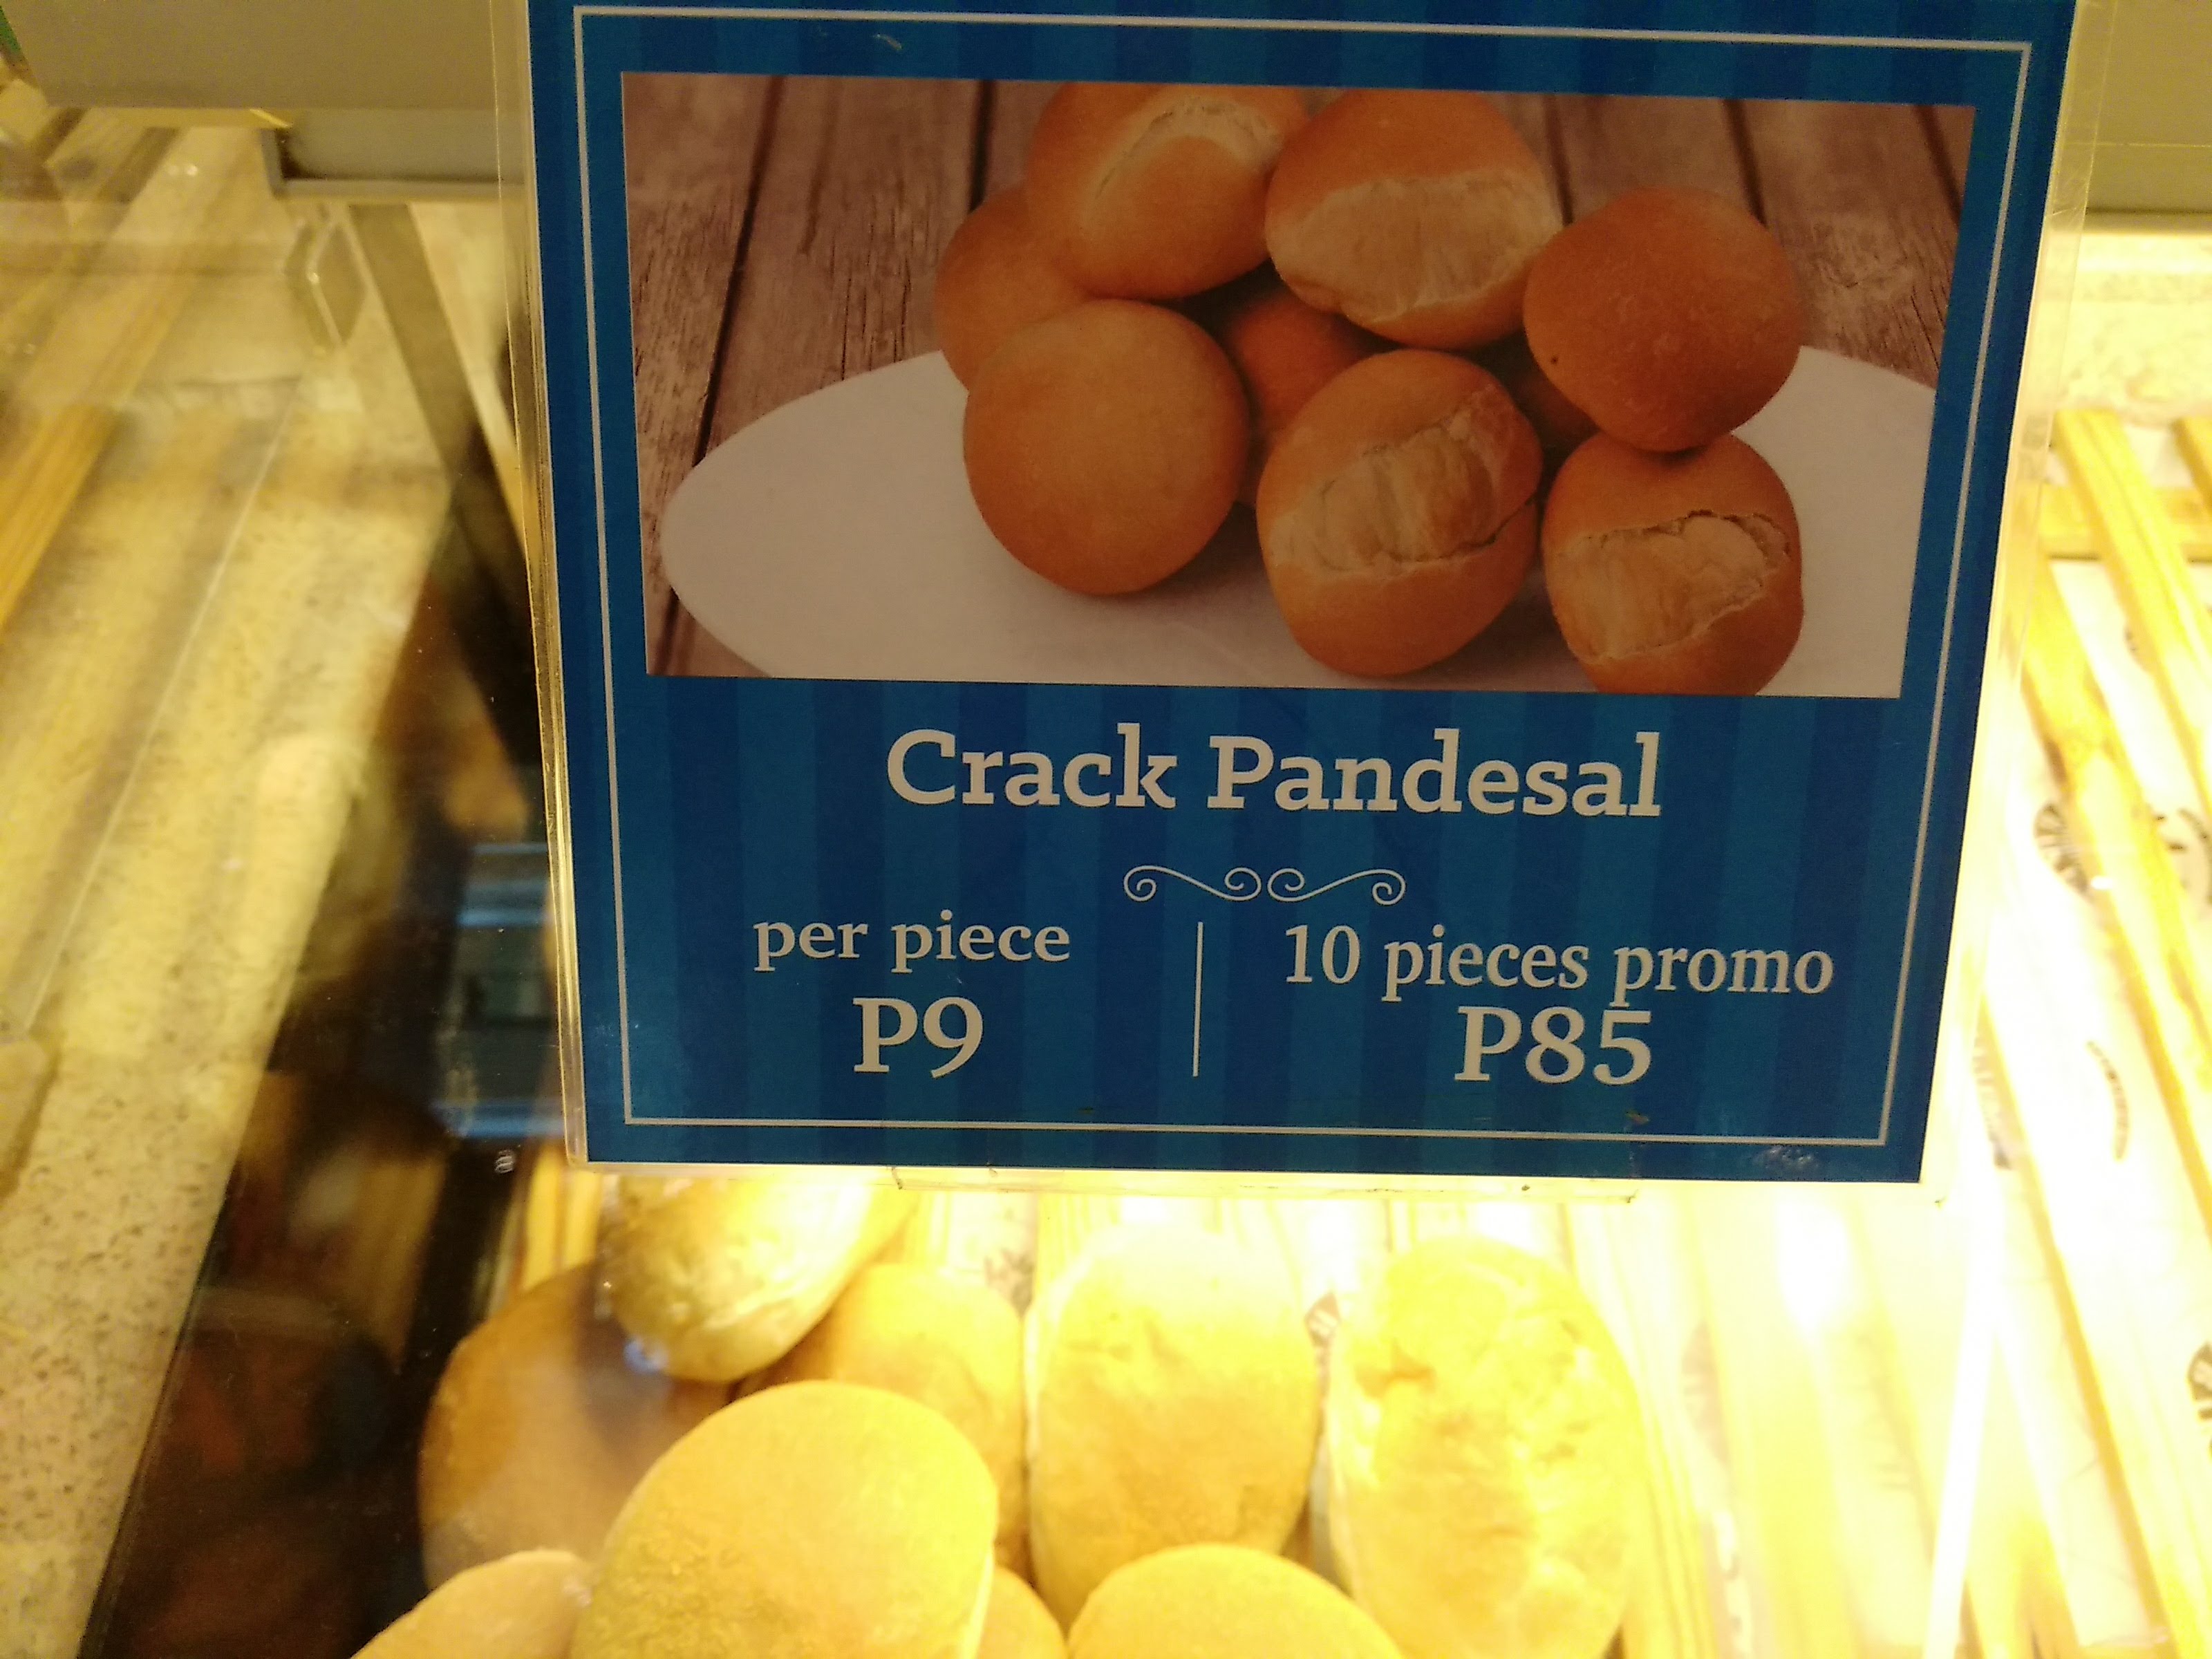 Crack Pandesal
per piece
P9
10 pieces promo
P85